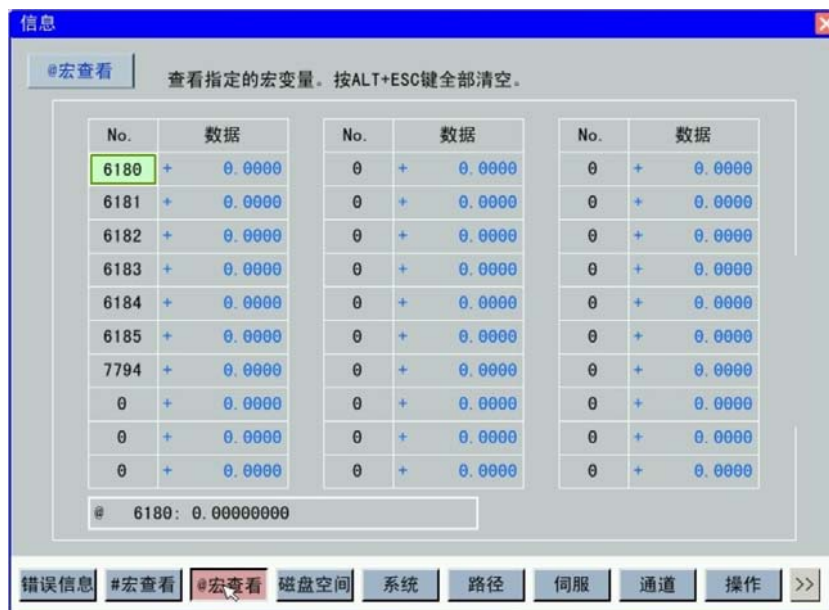 信息
@宏查看 查看指定的宏变量。按ALT+ESC键全部清空。
No. 数据 No. 数据 No. 数据
6180 + 0.0000 0 + 0.0000 0 + 0.0000
6181 + 0.0000 0 + 0.0000 0 + 0.0000
6182 + 0.0000 0 + 0.0000 0 + 0.0000
6183 + 0.0000 0 + 0.0000 0 + 0.0000
6184 + 0.0000 0 + 0.0000 0 + 0.0000
6185 + 0.0000 0 + 0.0000 0 + 0.0000
7794 + 0.0000 0 + 0.0000 0 + 0.0000
0 + 0.0000 0 + 0.0000 0 + 0.0000
0 + 0.0000 0 + 0.0000 0 + 0.0000
0 + 0.0000 0 + 0.0000 0 + 0.0000
@ 6180: 0.00000000
错误信息 #宏查看 @宏查看 磁盘空间 系统 路径 伺服 通道 操作 >>